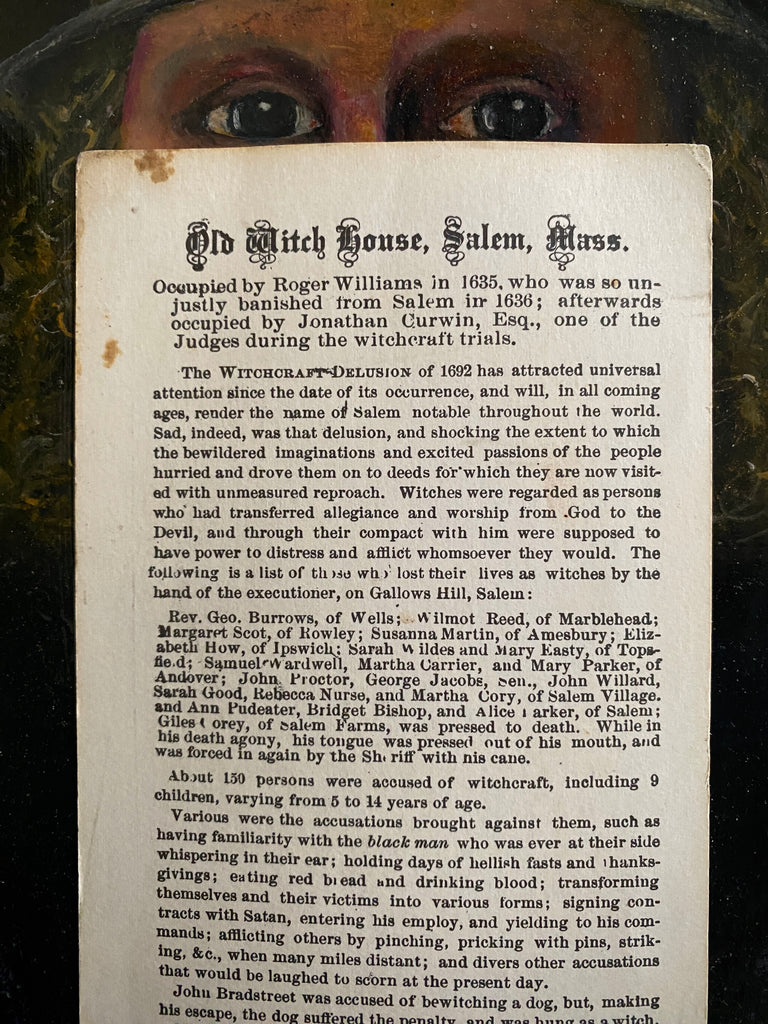 Old Witch House, Salem, Mass.
Occupied by Roger Williams in 1635, who was so un-
justly banished from Salem in 1636; afterwards
occupied by Jonathan Curwin, Esq., one of the
Judges during the witchcraft trials.
The WITCHCRAFT DELUSION of 1692 has attracted universal
attention since the date of its occurrence, and will, in all coming
ages, render the name of Salem notable throughout the world.
Sad, indeed, was that delusion, and shocking the extent to which
the bewildered imaginations and excited passions of the people
hurried and drove them on to deeds for which they are now visit-
ed with unmeasured reproach. Witches were regarded as persons
who had transferred allegiance and worship from God to the
Devil, and through their compact with him were supposed to
have power to distress and afflict whomsoever they would. The
following is a list of those who lost their lives as witches by the
hand of the executioner, on Gallows Hill, Salem:
Rev. Geo. Burrows, of Wells; Wilmot Reed, of Marblehead;
Margaret Scot, of Rowley; Susanna Martin, of Amesbury; Eliz-
abeth How, of Ipswich; Sarah Wildes and Mary Easty, of Tops-
field; Samuel Wardwell, Martha Carrier, and Mary Parker, of
Andover; John Proctor, George Jacobs, Sen., John Willard,
Sarah Good, Rebecca Nurse, and Martha Cory, of Salem Village.
and Ann Pudeater, Bridget Bishop, and Alice Parker, of Salem;
Giles Corey, of Salem Farms, was pressed to death. While in
his death agony, his tongue was pressed out of his mouth, and
was forced in again by the Sheriff with his cane.
About 150 persons were accused of witchcraft, including 9
children, varying from 5 to 14 years of age.
Various were the accusations brought against them, such as
having familiarity with the black man who was ever at their side
whispering in their ear; holding days of hellish fasts and thanks-
givings; eating red bread and drinking blood; transforming
themselves and their victims into various forms; signing con-
tracts with Satan, entering his employ, and yielding to his com-
mands; afflicting others by pinching, pricking with pins, strik-
ing, &c., when many miles distant; and divers other accusations
that would be laughed to scorn at the present day.
John Bradstreet was accused of bewitching a dog, but, making
his escape, the dog suffered the penalty, and was hung as a witch.